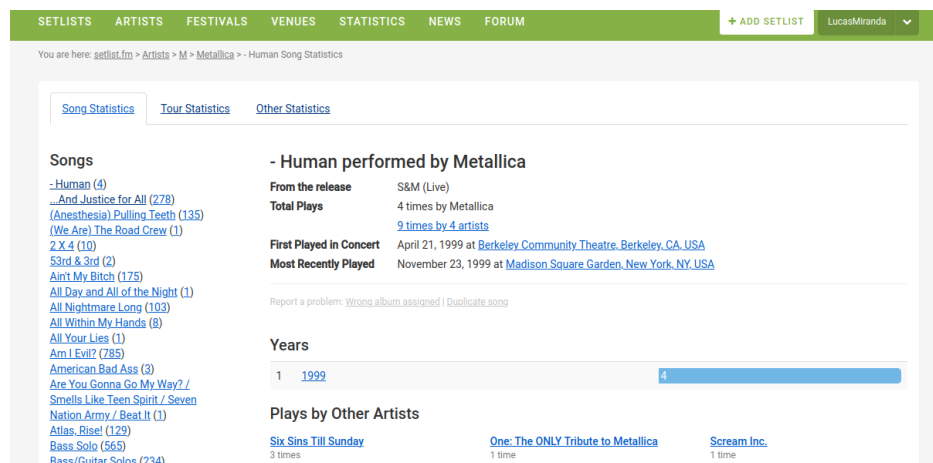 SETLISTS ARTISTS FESTIVALS VENUES STATISTICS NEWS FORUM + ADD SETLIST LucasMiranda
You are here: setlist.fm > Artists > M > Metallica > - Human Song Statistics
Song Statistics Tour Statistics Other Statistics
Songs
- Human (4)
...And Justice for All (278)
(Anesthesia) Pulling Teeth (135)
(We Are) The Road Crew (1)
2 X 4 (10)
53rd & 3rd (2)
Ain't My Bitch (175)
All Day and All of the Night (1)
All Nightmare Long (103)
All Within My Hands (8)
All Your Lies (1)
Am I Evil? (785)
American Bad Ass (3)
Are You Gonna Go My Way? /
Smells Like Teen Spirit / Seven
Nation Army / Beat It (1)
Atlas, Rise! (129)
Bass Solo (565)
Bass/Guitar Solos (234)
- Human performed by Metallica
From the release S&M (Live)
Total Plays 4 times by Metallica
9 times by 4 artists
First Played in Concert April 21, 1999 at Berkeley Community Theatre, Berkeley, CA, USA
Most Recently Played November 23, 1999 at Madison Square Garden, New York, NY, USA
Report a problem: Wrong album assigned | Duplicate song
Years
1 1999 4
Plays by Other Artists
Six Sins Till Sunday One: The ONLY Tribute to Metallica Scream Inc.
3 times 1 time 1 time